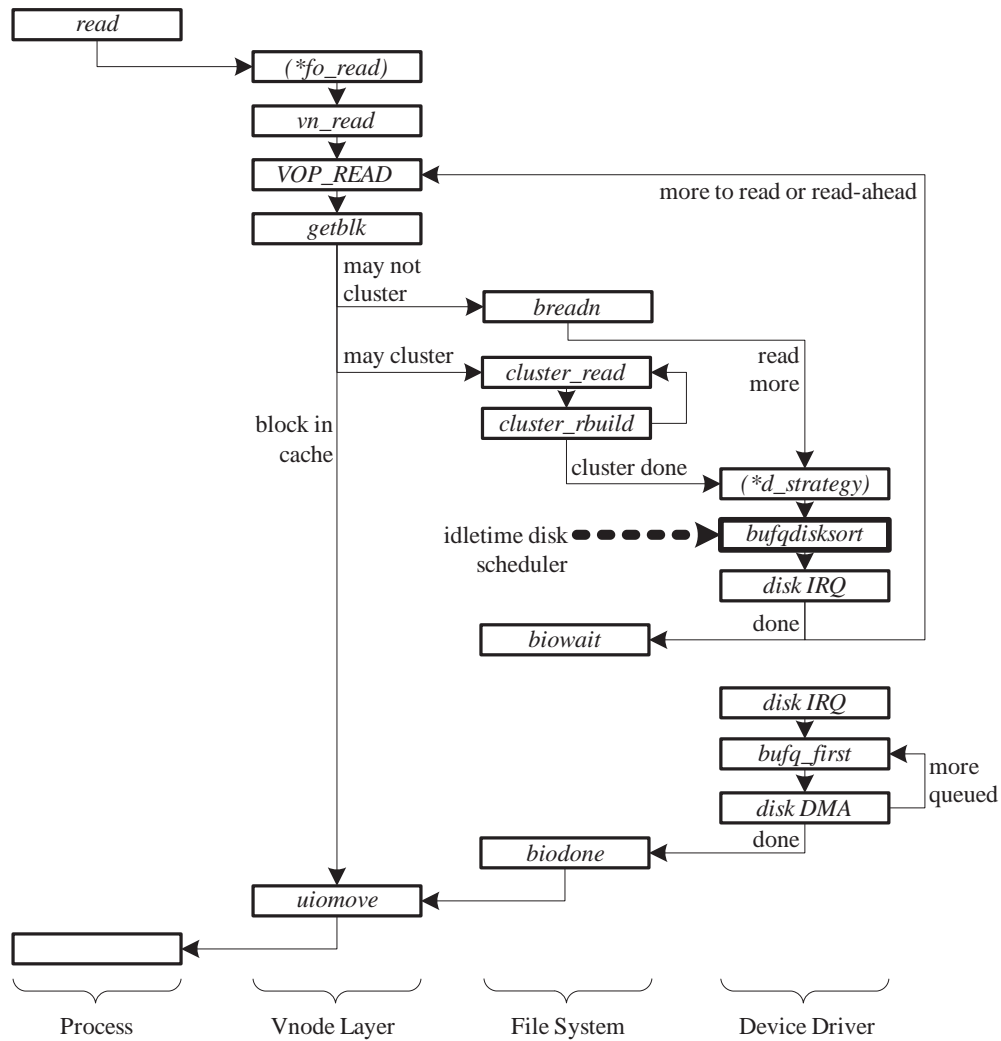 read
(*fo_read)
vn_read
VOP_READ
more to read or read-ahead
getblk
may not
cluster
breadn
may cluster
cluster_read
read
more
block in
cache
cluster_rbuild
cluster done
(*d_strategy)
idletime disk
scheduler
bufqdisksort
disk IRQ
done
biowait
disk IRQ
bufq_first
more
queued
disk DMA
done
biodone
uiomove
Process
Vnode Layer
File System
Device Driver